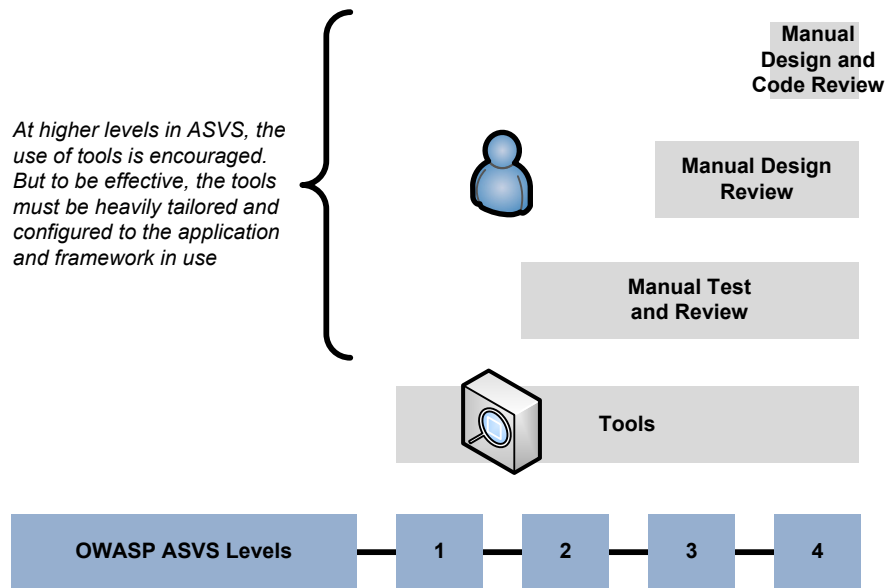 Manual
Design and
Code Review
At higher levels in ASVS, the
use of tools is encouraged.
But to be effective, the tools
must be heavily tailored and
configured to the application
and framework in use
Manual Design
Review
Manual Test
and Review
Tools
OWASP ASVS Levels
1
2
3
4